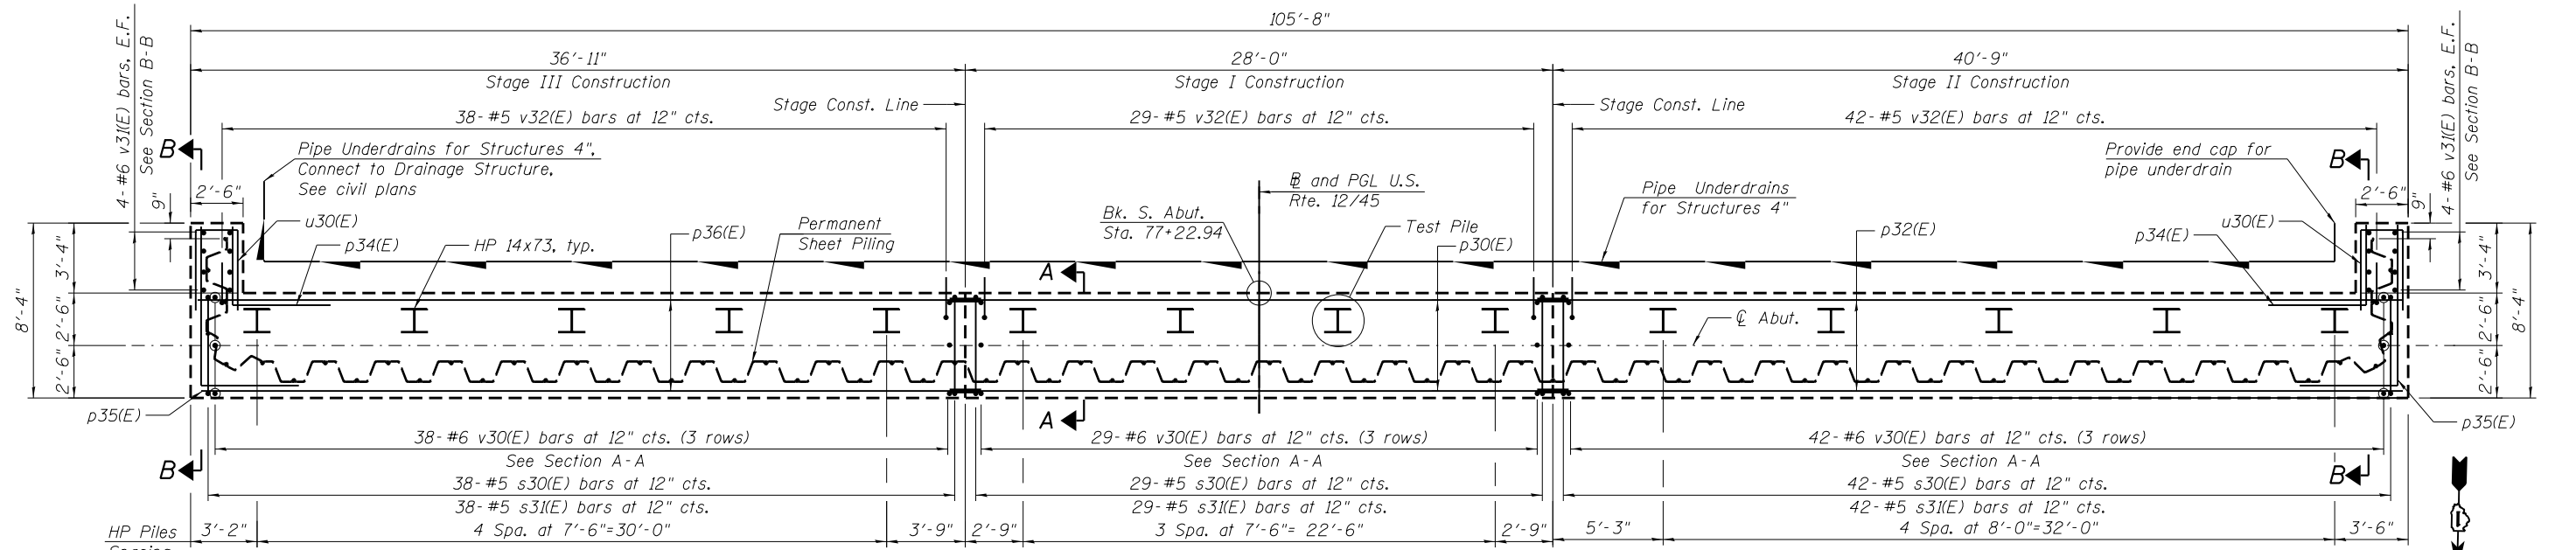 105'-8"
36'-11"
28'-0"
40'-9"
Stage III Construction
Stage I Construction
Stage II Construction
Stage Const. Line
Stage Const. Line
38-#5 v32(E) bars at 12" cts.
29-#5 v32(E) bars at 12" cts.
42-#5 v32(E) bars at 12" cts.
4-#6 v31(E) bars, E.F.
See Section B-B
4-#6 v31(E) bars, E.F.
See Section B-B
B
Pipe Underdrains for Structures 4",
Connect to Drainage Structure,
See civil plans
Provide end cap for
pipe underdrain
B
9"
2'-6"
u30(E)
p34(E)
HP 14x73, typ.
p36(E)
Permanent
Sheet Piling
Bk. S. Abut.
Sta. 77+22.94
℄ and PGL U.S.
Rte. 12/45
Test Pile
p30(E)
Pipe Underdrains
for Structures 4"
p32(E)
p34(E)
u30(E)
2'-6"
9"
A
℄ Abut.
8'-4"
3'-4"
2'-6"
2'-6"
3'-4"
2'-6"
2'-6"
8'-4"
p35(E)
A
p35(E)
38-#6 v30(E) bars at 12" cts. (3 rows)
29-#6 v30(E) bars at 12" cts. (3 rows)
42-#6 v30(E) bars at 12" cts. (3 rows)
B
See Section A-A
See Section A-A
See Section A-A
B
38-#5 s30(E) bars at 12" cts.
29-#5 s30(E) bars at 12" cts.
42-#5 s30(E) bars at 12" cts.
38-#5 s31(E) bars at 12" cts.
29-#5 s31(E) bars at 12" cts.
42-#5 s31(E) bars at 12" cts.
HP Piles
3'-2"
4 Spa. at 7'-6"=30'-0"
3'-9"
2'-9"
3 Spa. at 7'-6"= 22'-6"
2'-9"
5'-3"
4 Spa. at 8'-0"=32'-0"
3'-6"